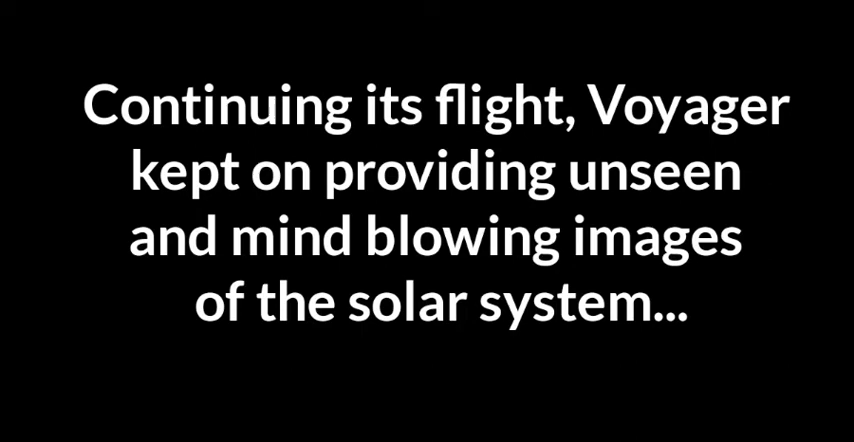 Continuing its flight, Voyager
kept on providing unseen
and mind blowing images
of the solar system...